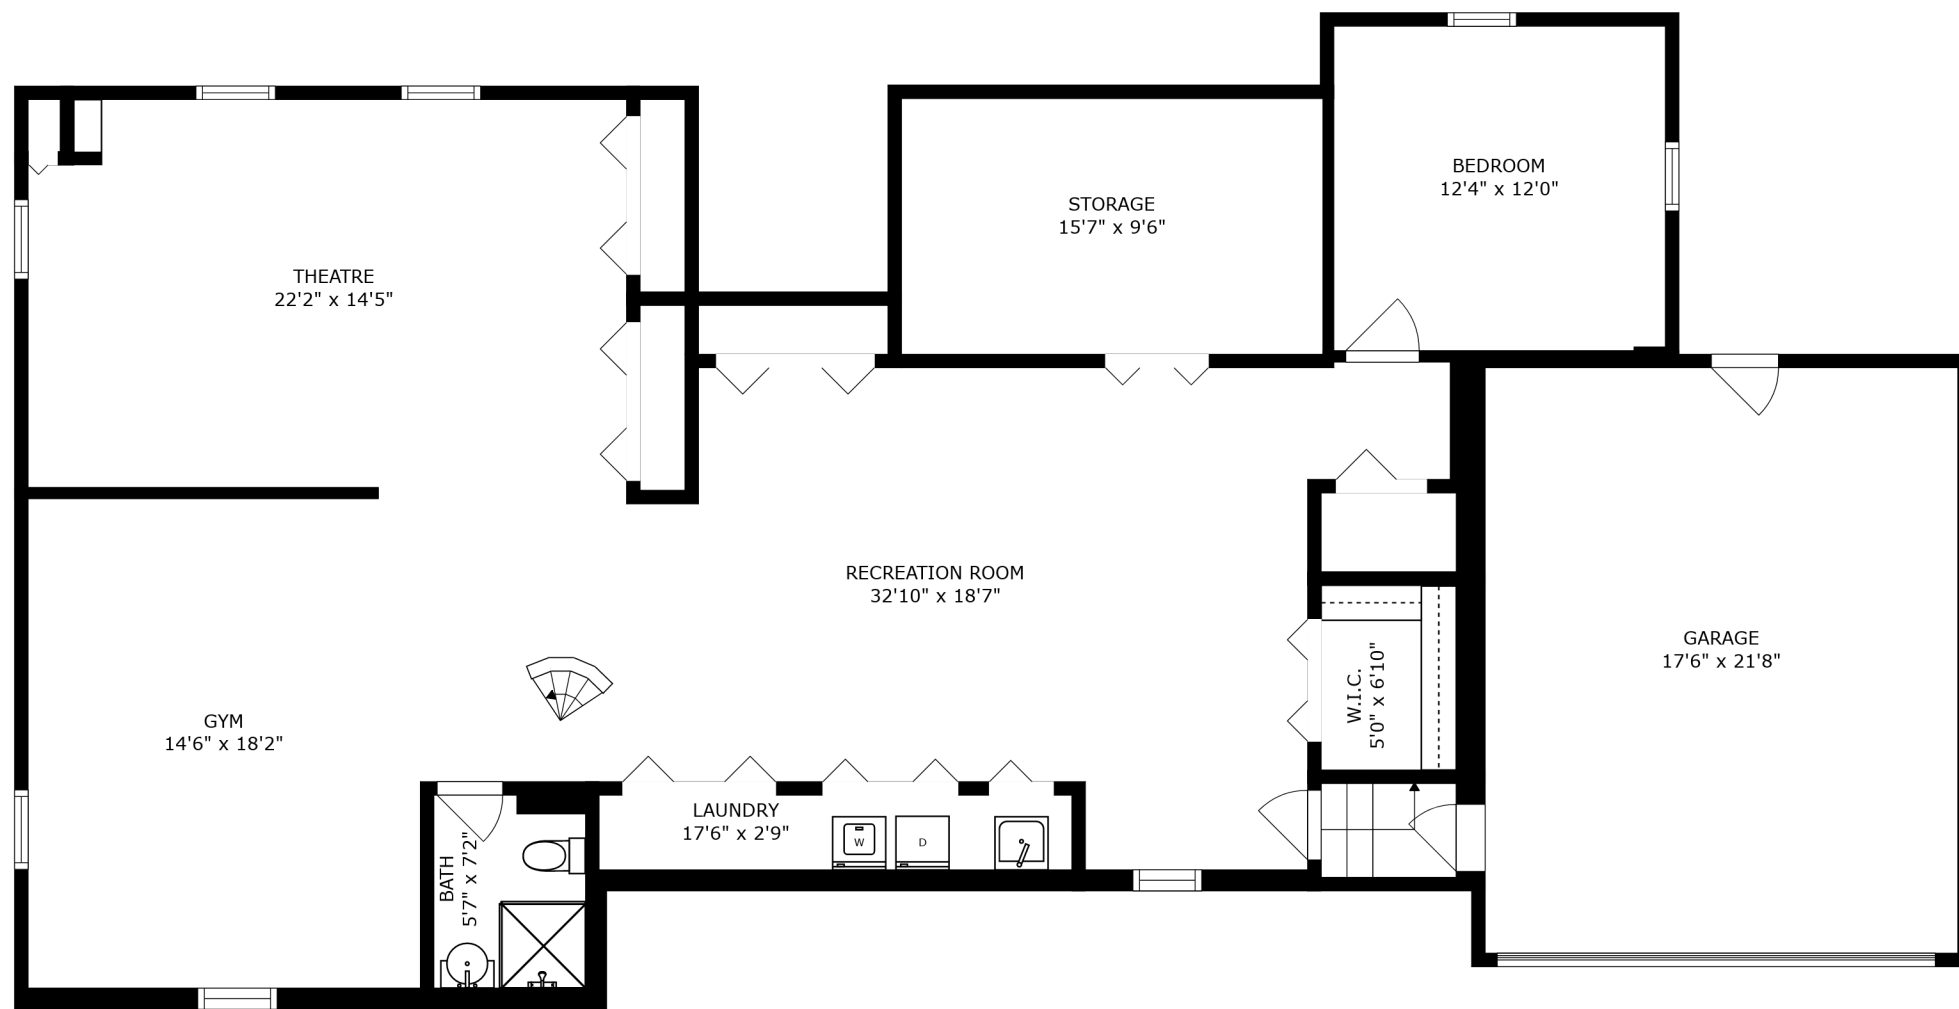 BEDROOM
12'4" x 12'0"
STORAGE
15'7" x 9'6"
THEATRE
22'2" x 14'5"
RECREATION ROOM
32'10" x 18'7"
GARAGE
17'6" x 21'8"
W.I.C.
5'0" x 6'10"
GYM
14'6" x 18'2"
LAUNDRY
17'6" x 2'9"
W
D
BATH
5'7" x 7'2"